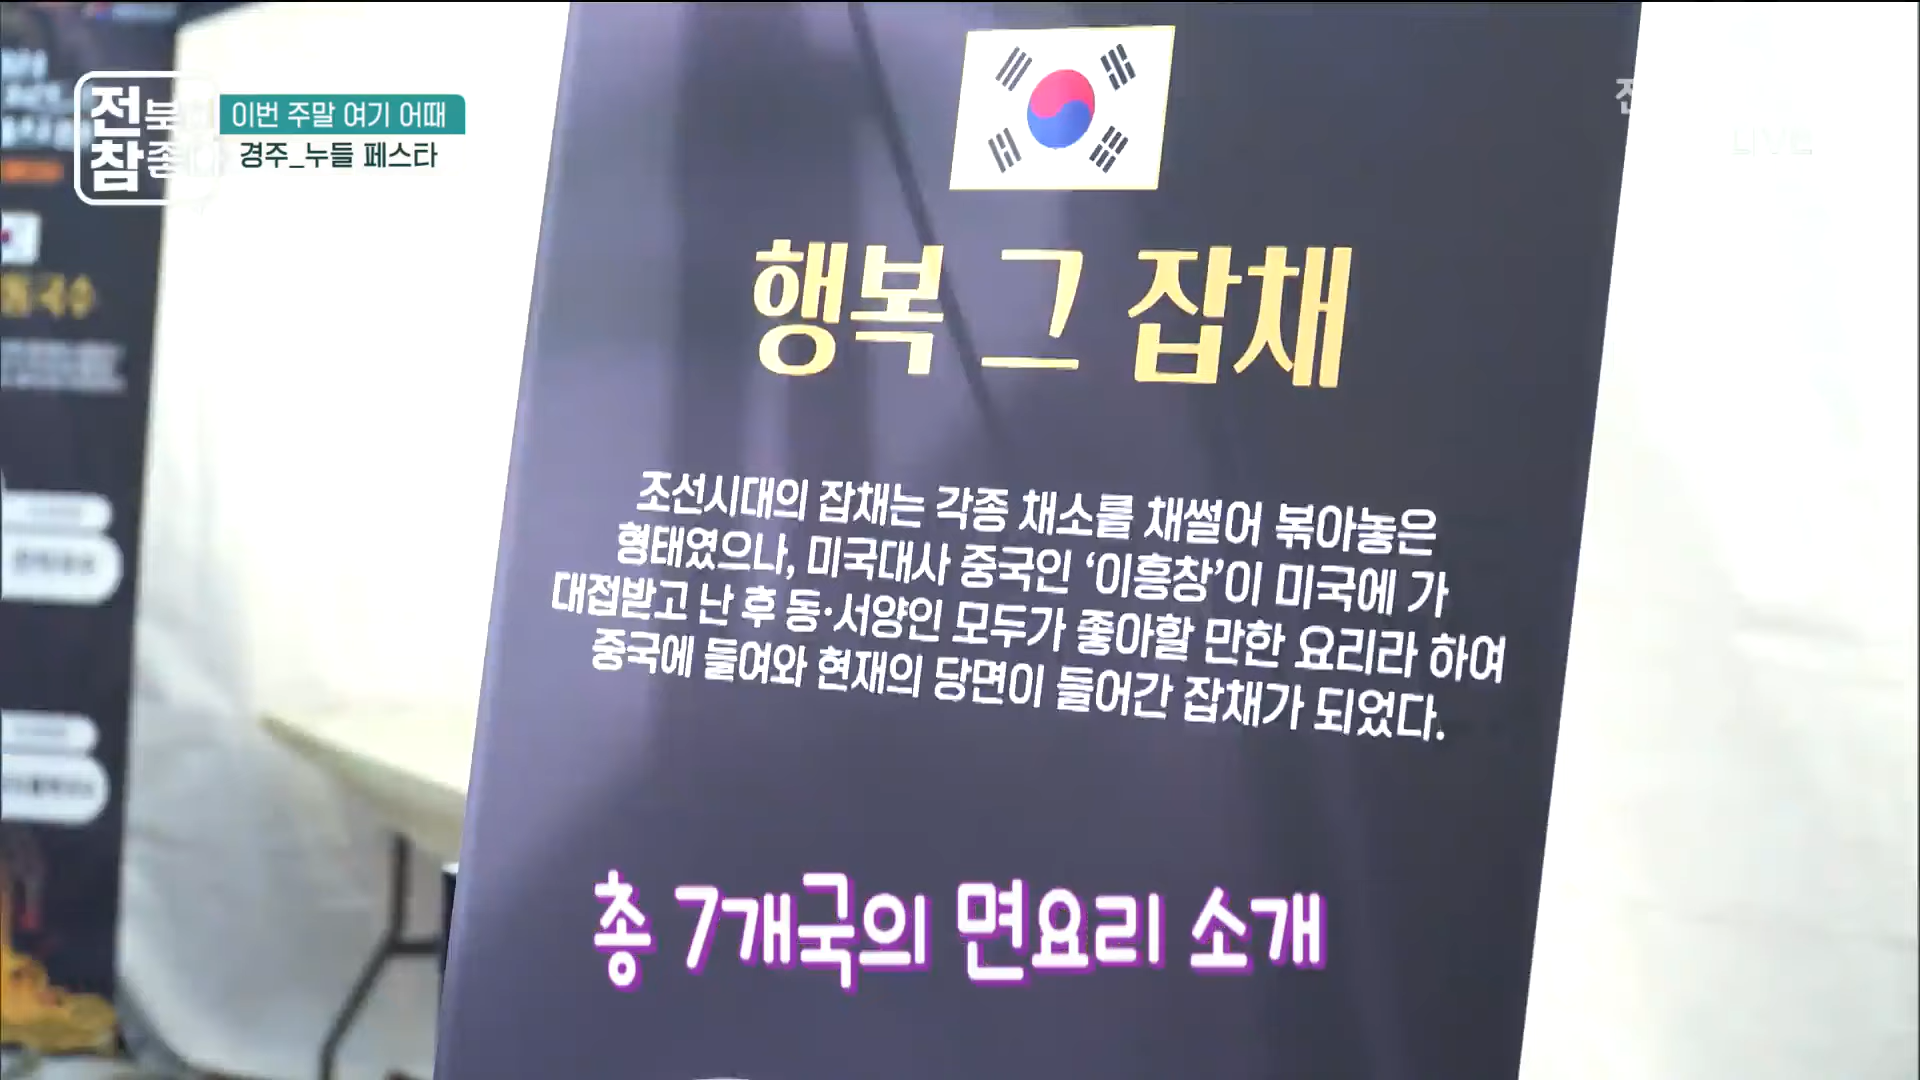 전북이
참좋다
이번 주말 여기 어때
경주_누들 페스타
행복 그 잡채
조선시대의 잡채는 각종 채소를 채썰어 볶아놓은
형태였으나, 미국대사 중국인 ‘이흥창’이 미국에 가
대접받고 난 후 동·서양인 모두가 좋아할 만한 요리라 하여
중국에 들여와 현재의 당면이 들어간 잡채가 되었다.
총 7개국의 면요리 소개
LIVE